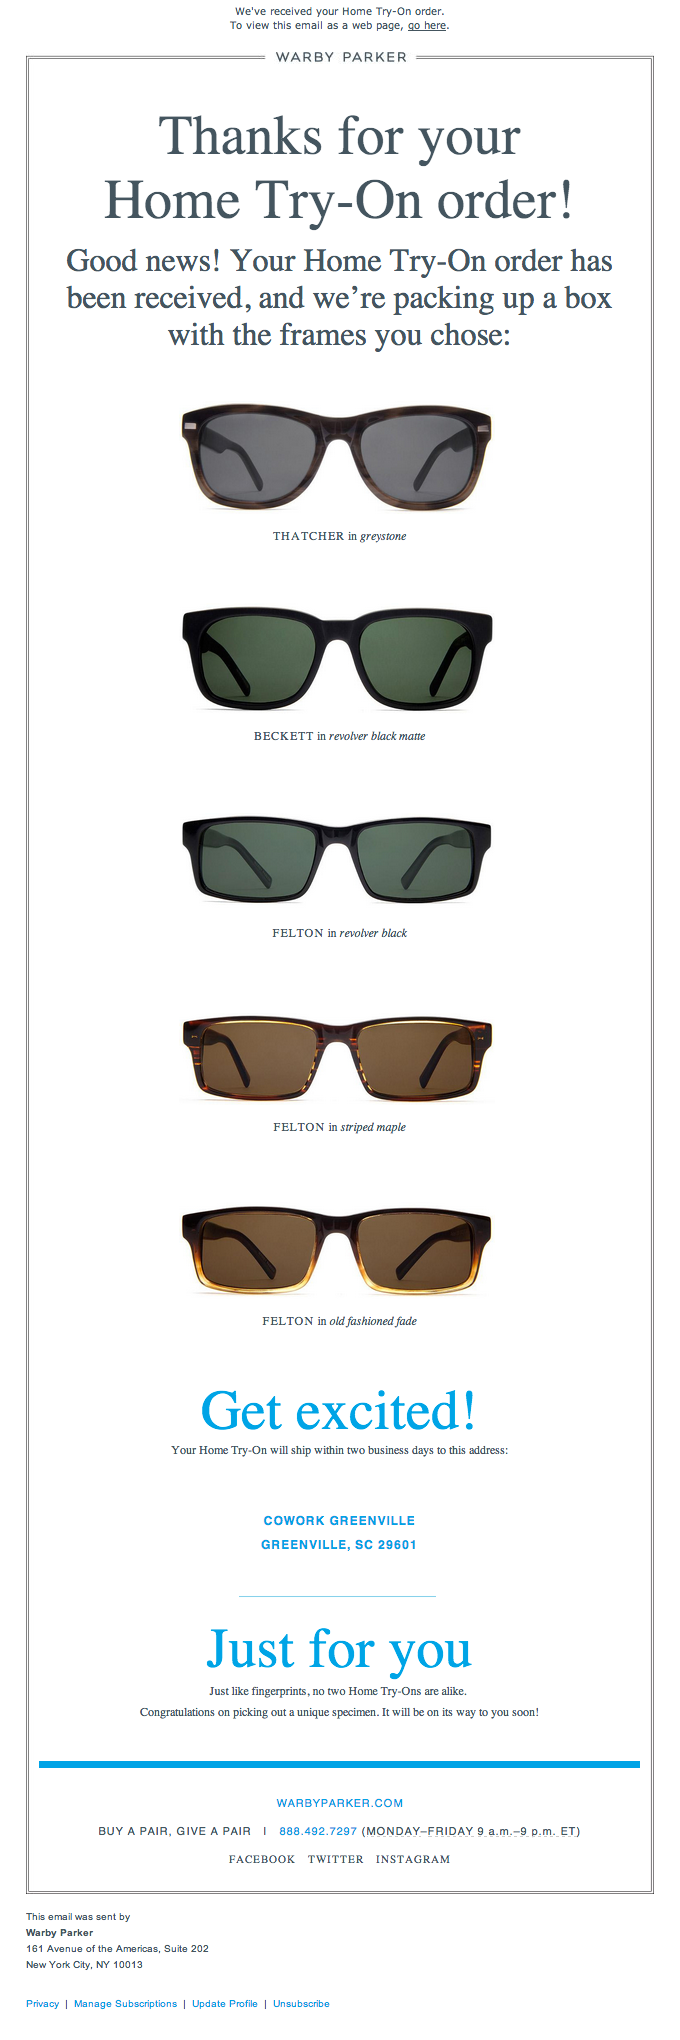 We've received your Home Try-On order.
To view this email as a web page, go here.
WARBY PARKER
Thanks for your
Home Try-On order!
Good news! Your Home Try-On order has
been received, and we’re packing up a box
with the frames you chose:
THATCHER in greystone
BECKETT in revolver black matte
FELTON in revolver black
FELTON in striped maple
FELTON in old fashioned fade
Get excited!
Your Home Try-On will ship within two business days to this address:
COWORK GREENVILLE
GREENVILLE, SC 29601
Just for you
Just like fingerprints, no two Home Try-Ons are alike.
Congratulations on picking out a unique specimen. It will be on its way to you soon!
WARBYPARKER.COM
BUY A PAIR, GIVE A PAIR | 888.492.7297 (MONDAY–FRIDAY 9 a.m.–9 p.m. ET)
FACEBOOK TWITTER INSTAGRAM
This email was sent by
Warby Parker
161 Avenue of the Americas, Suite 202
New York City, NY 10013
Privacy | Manage Subscriptions | Update Profile | Unsubscribe